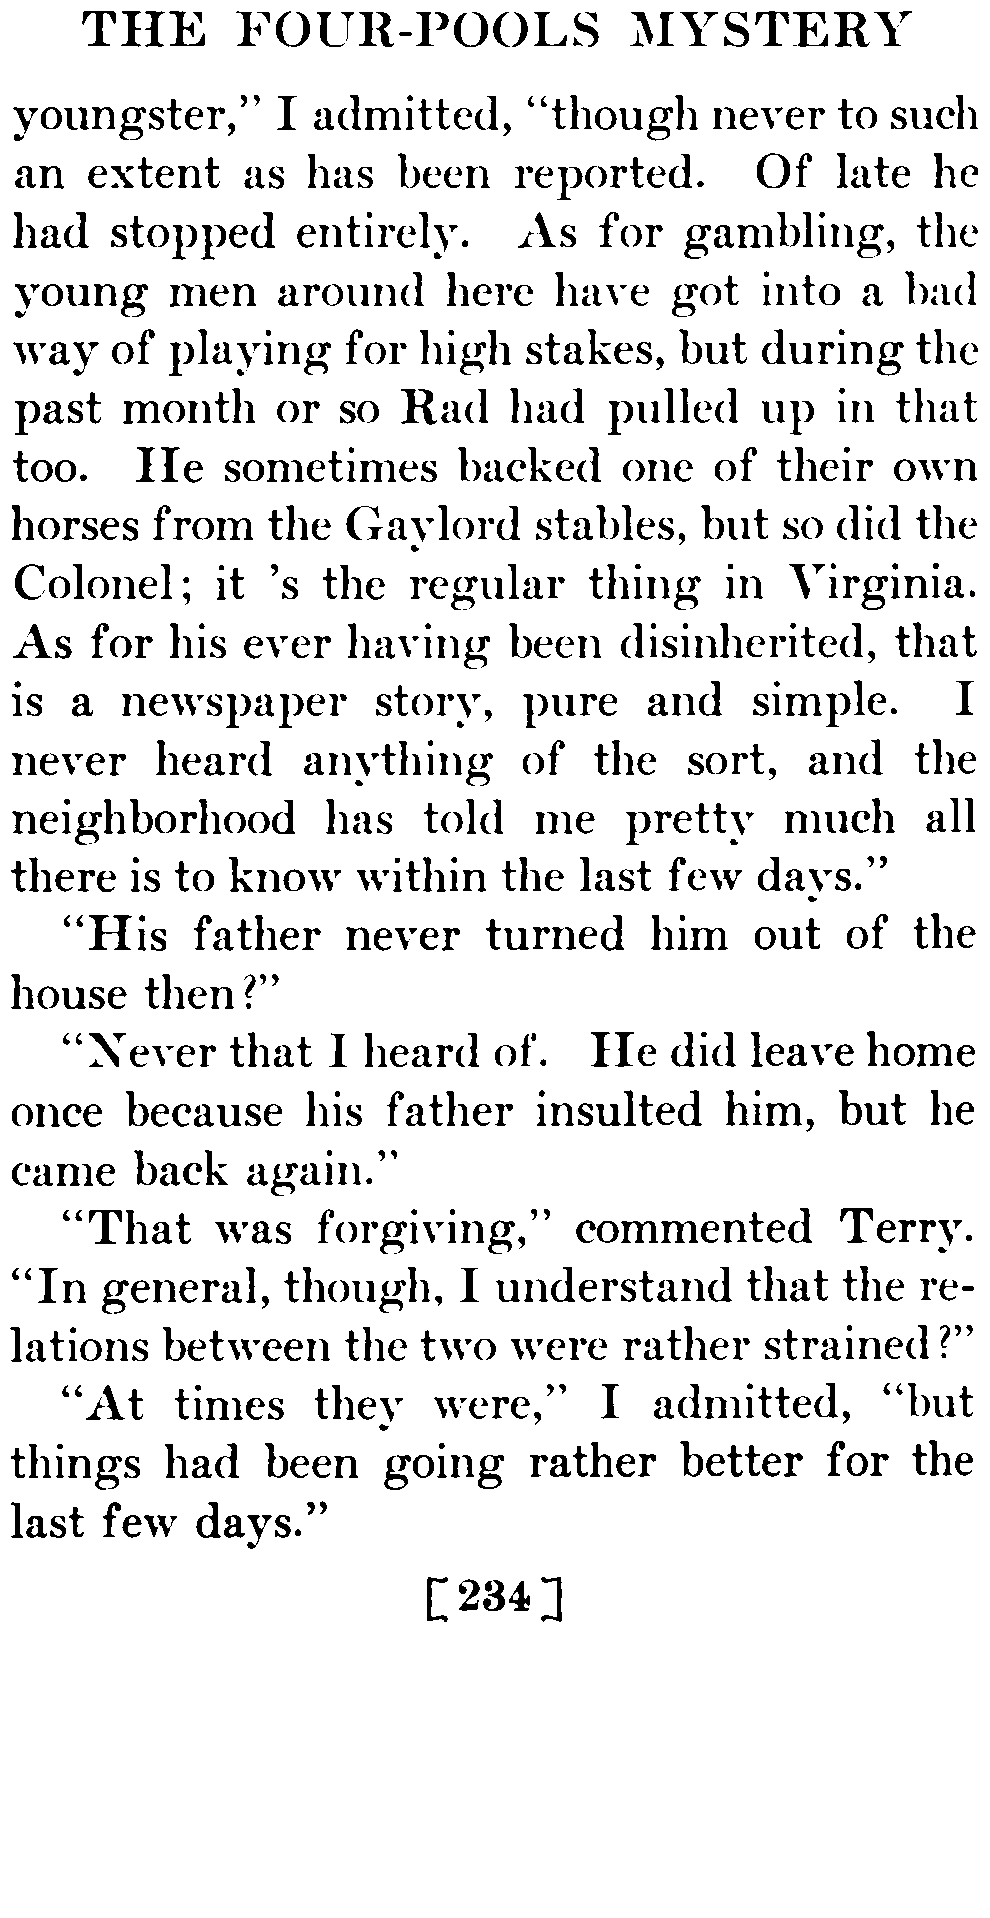 THE FOUR-POOLS MYSTERY
youngster,” I admitted, “though never to such
an extent as has been reported. Of late he
had stopped entirely. As for gambling, the
young men around here have got into a bad
way of playing for high stakes, but during the
past month or so Rad had pulled up in that
too. He sometimes backed one of their own
horses from the Gaylord stables, but so did the
Colonel; it ’s the regular thing in Virginia.
As for his ever having been disinherited, that
is a newspaper story, pure and simple. I
never heard anything of the sort, and the
neighborhood has told me pretty much all
there is to know within the last few days.”
“His father never turned him out of the
house then?”
“Never that I heard of. He did leave home
once because his father insulted him, but he
came back again.”
“That was forgiving,” commented Terry.
“In general, though, I understand that the re-
lations between the two were rather strained?”
“At times they were,” I admitted, “but
things had been going rather better for the
last few days.”
[234]